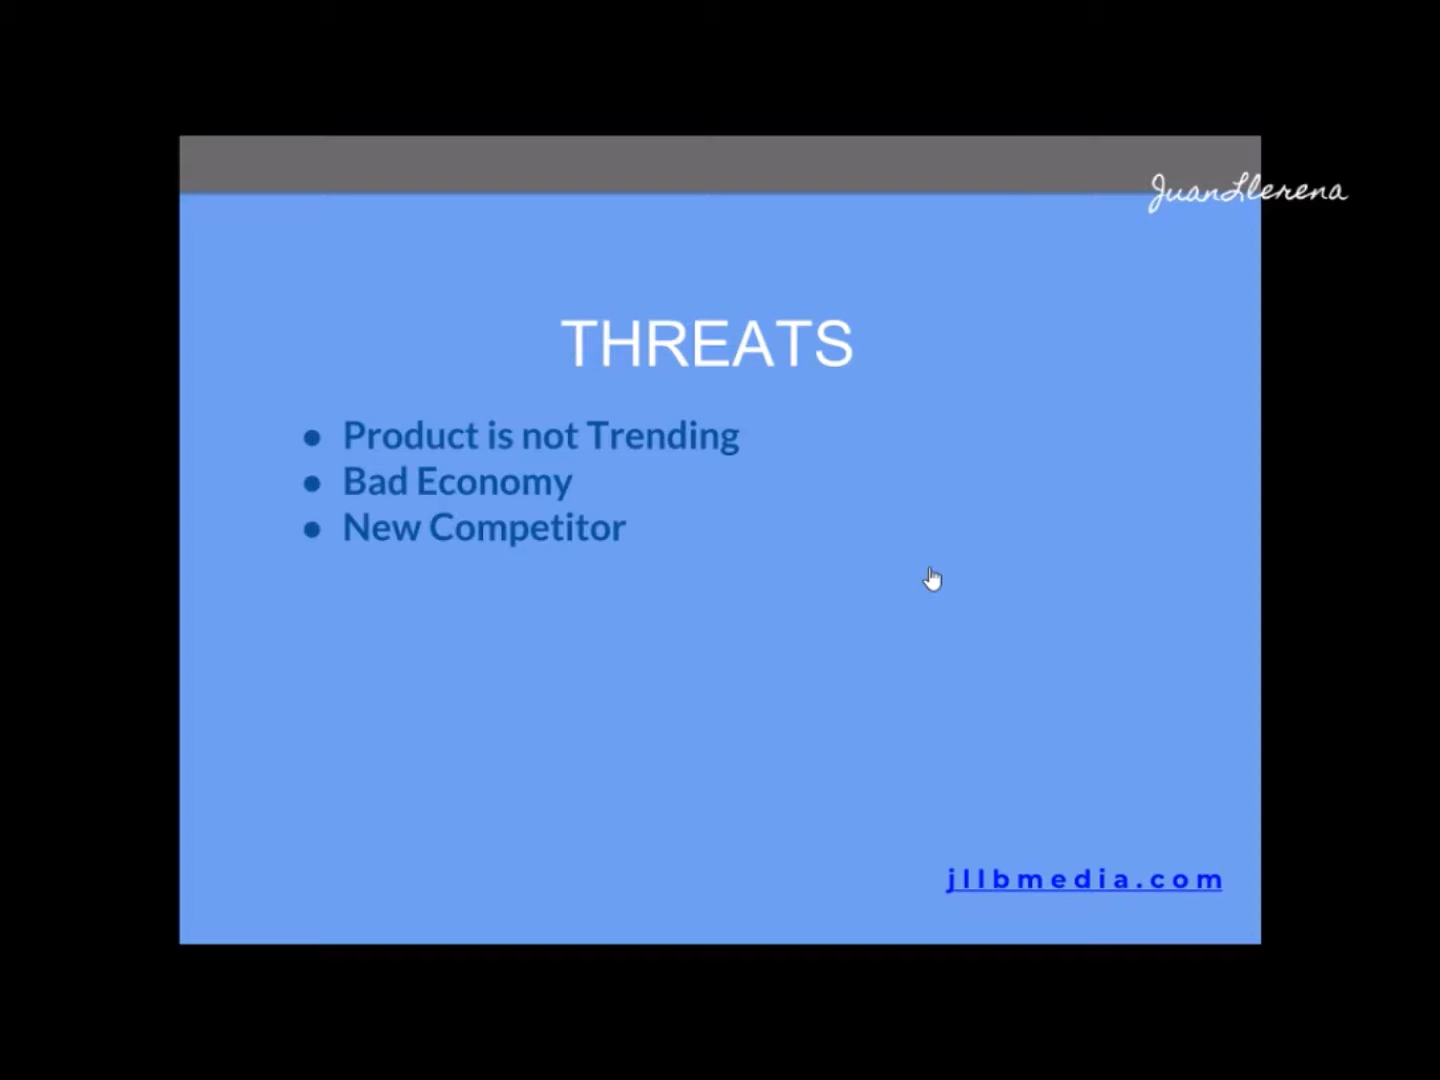 JuanLlerena
THREATS
● Product is not Trending
● Bad Economy
● New Competitor
jllbmedia.com